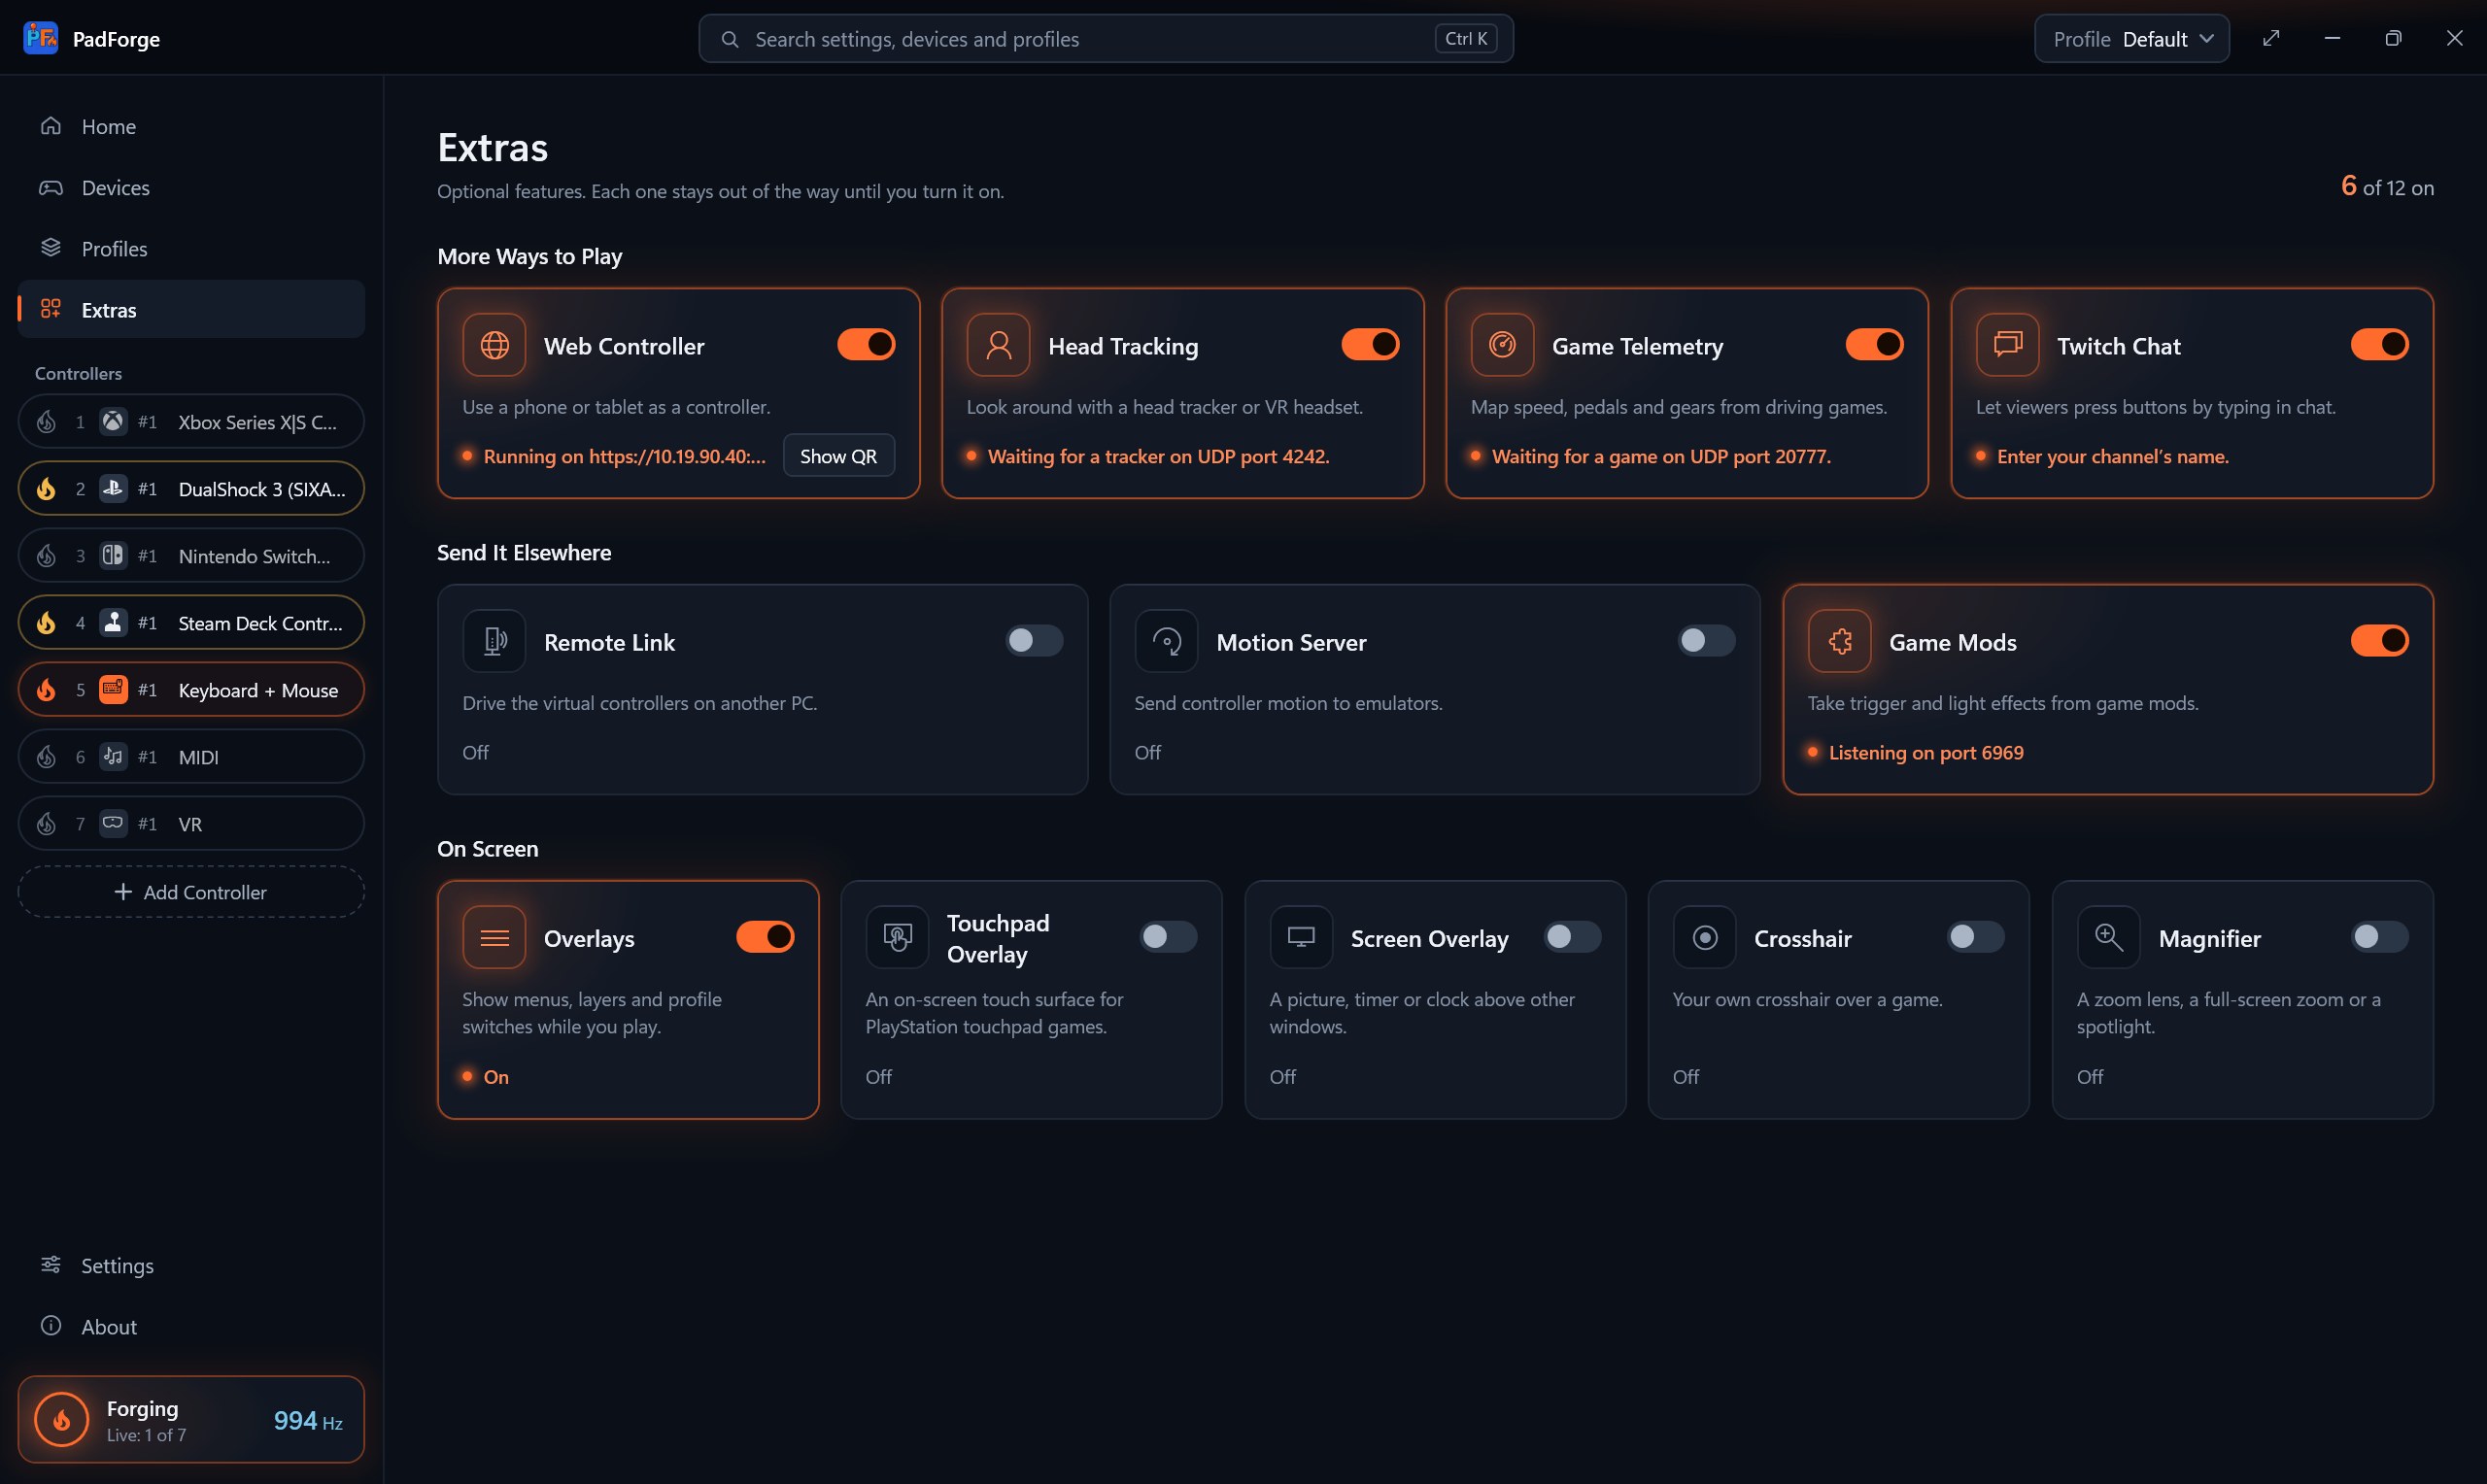 PadForge
Search settings, devices and profiles
Ctrl K
Profile Default
Home
Devices
Profiles
Extras
Controllers
1 #1 Xbox Series X|S C...
2 #1 DualShock 3 (SIXA...
3 #1 Nintendo Switch...
4 #1 Steam Deck Contr...
5 #1 Keyboard + Mouse
6 #1 MIDI
7 #1 VR
Add Controller
Settings
About
Forging
Live: 1 of 7
994 Hz
Extras
Optional features. Each one stays out of the way until you turn it on.
6 of 12 on
More Ways to Play
Web Controller
Use a phone or tablet as a controller.
Running on https://10.19.90.40:...
Show QR
Head Tracking
Look around with a head tracker or VR headset.
Waiting for a tracker on UDP port 4242.
Game Telemetry
Map speed, pedals and gears from driving games.
Waiting for a game on UDP port 20777.
Twitch Chat
Let viewers press buttons by typing in chat.
Enter your channel’s name.
Send It Elsewhere
Remote Link
Drive the virtual controllers on another PC.
Off
Motion Server
Send controller motion to emulators.
Off
Game Mods
Take trigger and light effects from game mods.
Listening on port 6969
On Screen
Overlays
Show menus, layers and profile
switches while you play.
On
Touchpad
Overlay
An on-screen touch surface for
PlayStation touchpad games.
Off
Screen Overlay
A picture, timer or clock above other
windows.
Off
Crosshair
Your own crosshair over a game.
Off
Magnifier
A zoom lens, a full-screen zoom or a
spotlight.
Off